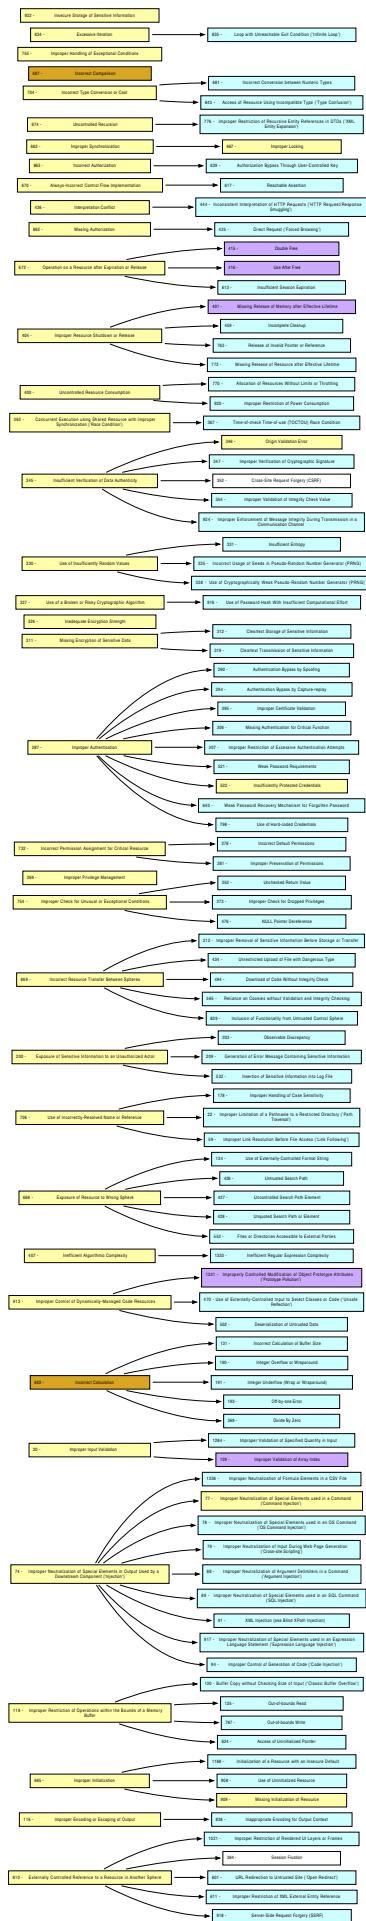 922 - Insecure Storage of Sensitive Information
834 - Excessive Iteration
835 - Loop with Unreachable Exit Condition ('Infinite Loop')
755 - Improper Handling of Exceptional Conditions
697 - Incorrect Comparison
704 - Incorrect Type Conversion or Cast
681 - Incorrect Conversion between Numeric Types
843 - Access of Resource Using Incompatible Type ('Type Confusion')
674 - Uncontrolled Recursion
776 - Improper Restriction of Recursive Entity References in DTDs ('XML
Entity Expansion')
662 - Improper Synchronization
667 - Improper Locking
863 - Incorrect Authorization
639 - Authorization Bypass Through User-Controlled Key
670 - Always-Incorrect Control Flow Implementation
617 - Reachable Assertion
436 - Interpretation Conflict
444 - Inconsistent Interpretation of HTTP Requests ('HTTP Request/Response
Smuggling')
862 - Missing Authorization
425 - Direct Request ('Forced Browsing')
672 - Operation on a Resource after Expiration or Release
415 - Double Free
416 - Use After Free
613 - Insufficient Session Expiration
404 - Improper Resource Shutdown or Release
401 - Missing Release of Memory after Effective Lifetime
459 - Incomplete Cleanup
763 - Release of Invalid Pointer or Reference
772 - Missing Release of Resource after Effective Lifetime
400 - Uncontrolled Resource Consumption
770 - Allocation of Resources Without Limits or Throttling
920 - Improper Restriction of Power Consumption
362 - Concurrent Execution using Shared Resource with Improper
Synchronization ('Race Condition')
367 - Time-of-check Time-of-use (TOCTOU) Race Condition
345 - Insufficient Verification of Data Authenticity
346 - Origin Validation Error
347 - Improper Verification of Cryptographic Signature
352 - Cross-Site Request Forgery (CSRF)
354 - Improper Validation of Integrity Check Value
924 - Improper Enforcement of Message Integrity During Transmission in a
Communication Channel
330 - Use of Insufficiently Random Values
331 - Insufficient Entropy
335 - Incorrect Usage of Seeds in Pseudo-Random Number Generator (PRNG)
338 - Use of Cryptographically Weak Pseudo-Random Number Generator (PRNG)
327 - Use of a Broken or Risky Cryptographic Algorithm
916 - Use of Password Hash With Insufficient Computational Effort
326 - Inadequate Encryption Strength
311 - Missing Encryption of Sensitive Data
312 - Cleartext Storage of Sensitive Information
319 - Cleartext Transmission of Sensitive Information
287 - Improper Authentication
290 - Authentication Bypass by Spoofing
294 - Authentication Bypass by Capture-replay
295 - Improper Certificate Validation
306 - Missing Authentication for Critical Function
307 - Improper Restriction of Excessive Authentication Attempts
521 - Weak Password Requirements
522 - Insufficiently Protected Credentials
640 - Weak Password Recovery Mechanism for Forgotten Password
798 - Use of Hard-coded Credentials
732 - Incorrect Permission Assignment for Critical Resource
276 - Incorrect Default Permissions
281 - Improper Preservation of Permissions
269 - Improper Privilege Management
754 - Improper Check for Unusual or Exceptional Conditions
252 - Unchecked Return Value
273 - Improper Check for Dropped Privileges
476 - NULL Pointer Dereference
669 - Incorrect Resource Transfer Between Spheres
212 - Improper Removal of Sensitive Information Before Storage or Transfer
434 - Unrestricted Upload of File with Dangerous Type
494 - Download of Code Without Integrity Check
565 - Reliance on Cookies without Validation and Integrity Checking
829 - Inclusion of Functionality from Untrusted Control Sphere
200 - Exposure of Sensitive Information to an Unauthorized Actor
203 - Observable Discrepancy
209 - Generation of Error Message Containing Sensitive Information
532 - Insertion of Sensitive Information into Log File
706 - Use of Incorrectly-Resolved Name or Reference
178 - Improper Handling of Case Sensitivity
22 - Improper Limitation of a Pathname to a Restricted Directory ('Path
Traversal')
59 - Improper Link Resolution Before File Access ('Link Following')
668 - Exposure of Resource to Wrong Sphere
134 - Use of Externally-Controlled Format String
426 - Untrusted Search Path
427 - Uncontrolled Search Path Element
428 - Unquoted Search Path or Element
552 - Files or Directories Accessible to External Parties
407 - Inefficient Algorithmic Complexity
1333 - Inefficient Regular Expression Complexity
913 - Improper Control of Dynamically-Managed Code Resources
1321 - Improperly Controlled Modification of Object Prototype Attributes
('Prototype Pollution')
470 - Use of Externally-Controlled Input to Select Classes or Code ('Unsafe
Reflection')
502 - Deserialization of Untrusted Data
682 - Incorrect Calculation
131 - Incorrect Calculation of Buffer Size
190 - Integer Overflow or Wraparound
191 - Integer Underflow (Wrap or Wraparound)
193 - Off-by-one Error
369 - Divide By Zero
20 - Improper Input Validation
1284 - Improper Validation of Specified Quantity in Input
129 - Improper Validation of Array Index
74 - Improper Neutralization of Special Elements in Output Used by a
Downstream Component ('Injection')
1236 - Improper Neutralization of Formula Elements in a CSV File
77 - Improper Neutralization of Special Elements used in a Command
('Command Injection')
78 - Improper Neutralization of Special Elements used in an OS Command
('OS Command Injection')
79 - Improper Neutralization of Input During Web Page Generation
('Cross-site Scripting')
88 - Improper Neutralization of Argument Delimiters in a Command
('Argument Injection')
89 - Improper Neutralization of Special Elements used in an SQL Command
('SQL Injection')
91 - XML Injection (aka Blind XPath Injection)
917 - Improper Neutralization of Special Elements used in an Expression
Language Statement ('Expression Language Injection')
94 - Improper Control of Generation of Code ('Code Injection')
119 - Improper Restriction of Operations within the Bounds of a Memory
Buffer
120 - Buffer Copy without Checking Size of Input ('Classic Buffer Overflow')
125 - Out-of-bounds Read
787 - Out-of-bounds Write
824 - Access of Uninitialized Pointer
665 - Improper Initialization
1188 - Initialization of a Resource with an Insecure Default
908 - Use of Uninitialized Resource
909 - Missing Initialization of Resource
116 - Improper Encoding or Escaping of Output
838 - Inappropriate Encoding for Output Context
610 - Externally Controlled Reference to a Resource in Another Sphere
1021 - Improper Restriction of Rendered UI Layers or Frames
384 - Session Fixation
601 - URL Redirection to Untrusted Site ('Open Redirect')
611 - Improper Restriction of XML External Entity Reference
918 - Server-Side Request Forgery (SSRF)